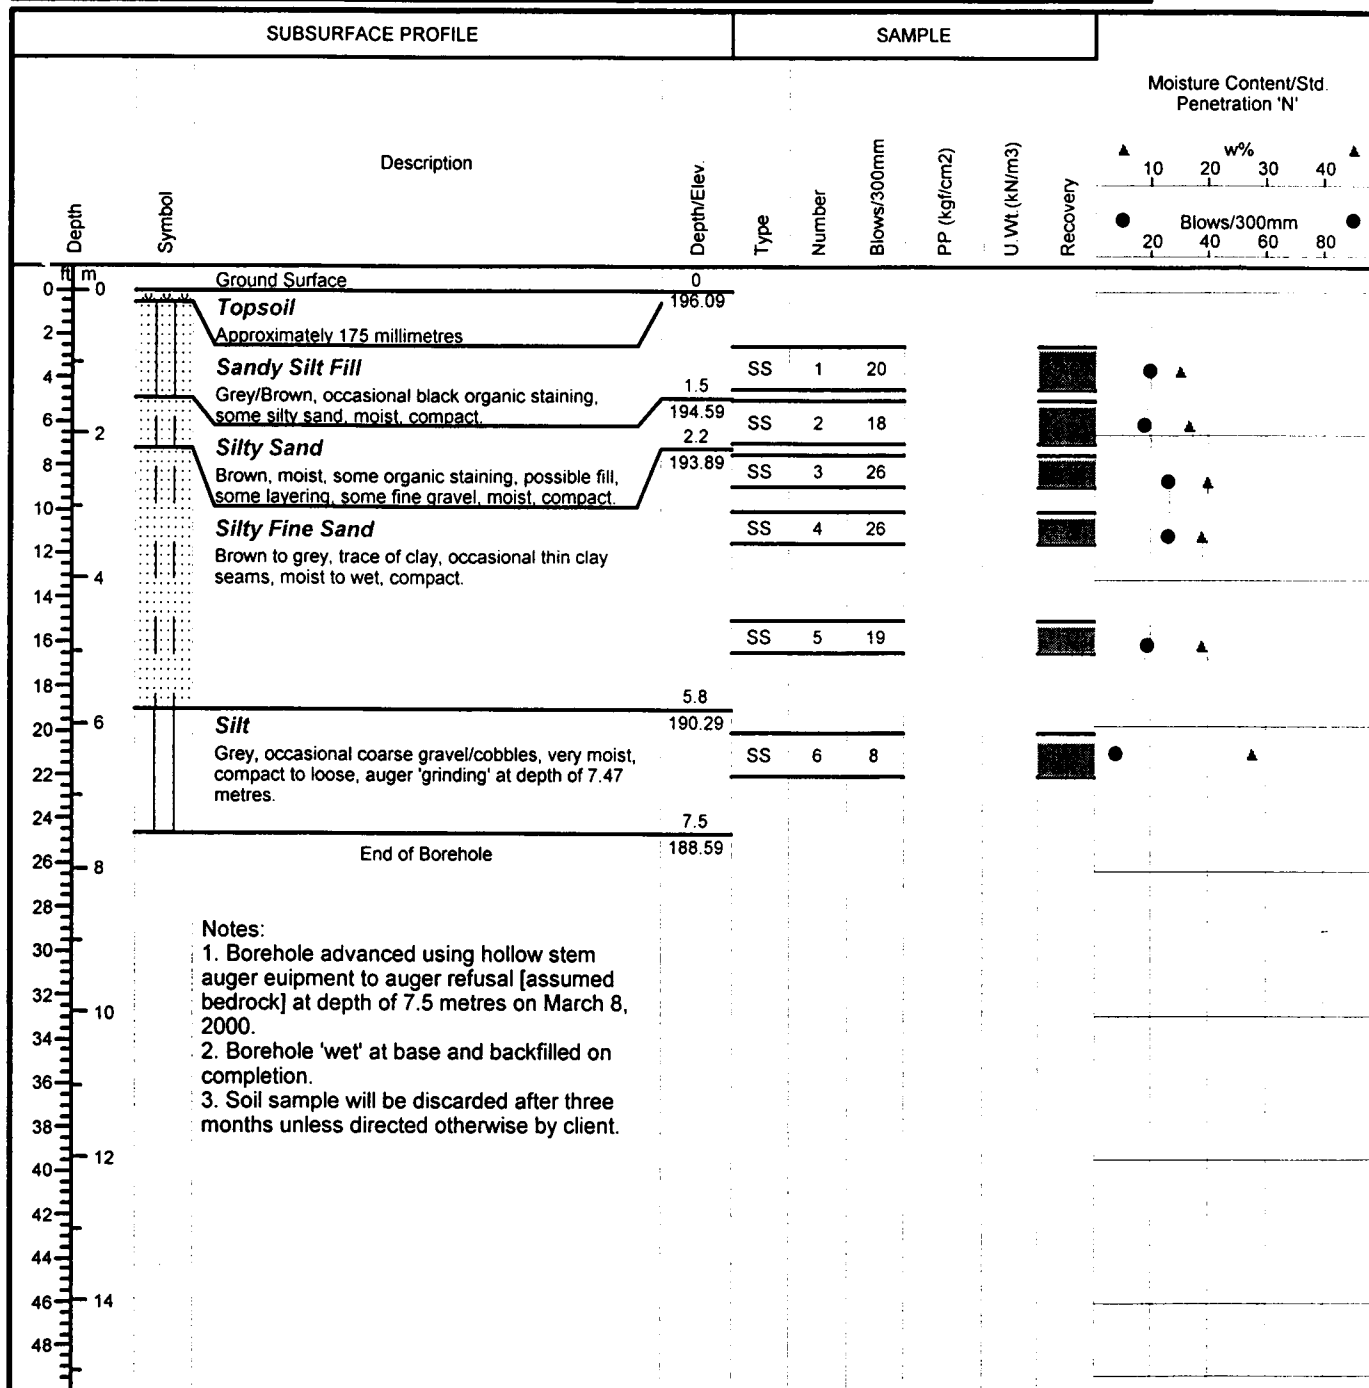 SUBSURFACE PROFILE
SAMPLE
Moisture Content/Std.
Penetration 'N'
Depth
Symbol
Description
Depth/Elev.
Type
Number
Blows/300mm
PP (kgf/cm2)
U.Wt.(kN/m3)
Recovery
w%
10 20 30 40
Blows/300mm
20 40 60 80
ft m
0 0
2
4
6
2
8
10
12
4
14
16
18
20 6
22
24
26
8
28
30
32
10
34
36
38
12
40
42
44
46 14
48
Ground Surface 0
196.09
Topsoil
Approximately 175 millimetres
Sandy Silt Fill
Grey/Brown, occasional black organic staining,
some silty sand, moist, compact.
1.5
194.59
Silty Sand
Brown, moist, some organic staining, possible fill,
some layering, some fine gravel, moist, compact.
2.2
193.89
Silty Fine Sand
Brown to grey, trace of clay, occasional thin clay
seams, moist to wet, compact.
5.8
190.29
Silt
Grey, occasional coarse gravel/cobbles, very moist,
compact to loose, auger 'grinding' at depth of 7.47
metres.
7.5
188.59
End of Borehole
SS 1 20
SS 2 18
SS 3 26
SS 4 26
SS 5 19
SS 6 8
Notes:
1. Borehole advanced using hollow stem
auger euipment to auger refusal [assumed
bedrock] at depth of 7.5 metres on March 8,
2000.
2. Borehole 'wet' at base and backfilled on
completion.
3. Soil sample will be discarded after three
months unless directed otherwise by client.